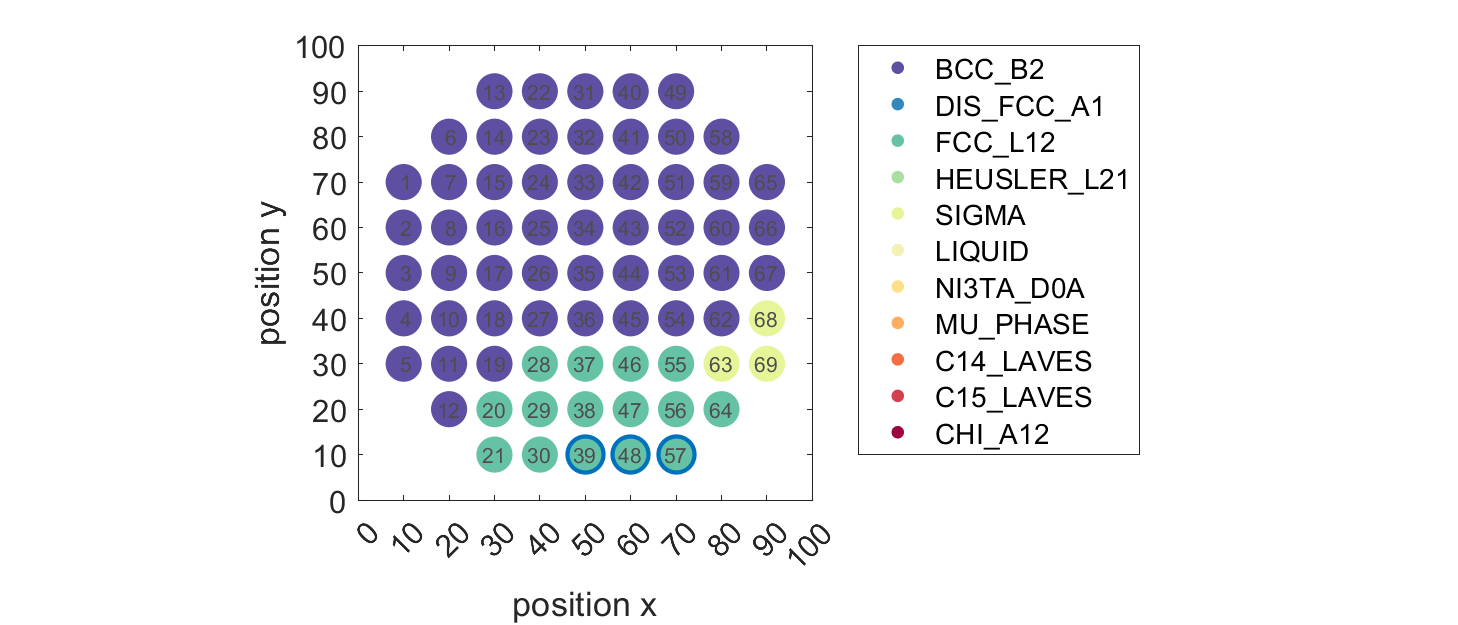 100
90
80
70
60
50
40
30
20
10
0
position y
13 22 31 40 49
6 14 23 32 41 50 58
1 7 15 24 33 42 51 59 65
2 8 16 25 34 43 52 60 66
3 9 17 26 35 44 53 61 67
4 10 18 27 36 45 54 62 68
5 11 19 28 37 46 55 63 69
12 20 29 38 47 56 64
21 30 39 48 57
0 10 20 30 40 50 60 70 80 90 100
position x
BCC_B2
DIS_FCC_A1
FCC_L12
HEUSLER_L21
SIGMA
LIQUID
NI3TA_D0A
MU_PHASE
C14_LAVES
C15_LAVES
CHI_A12